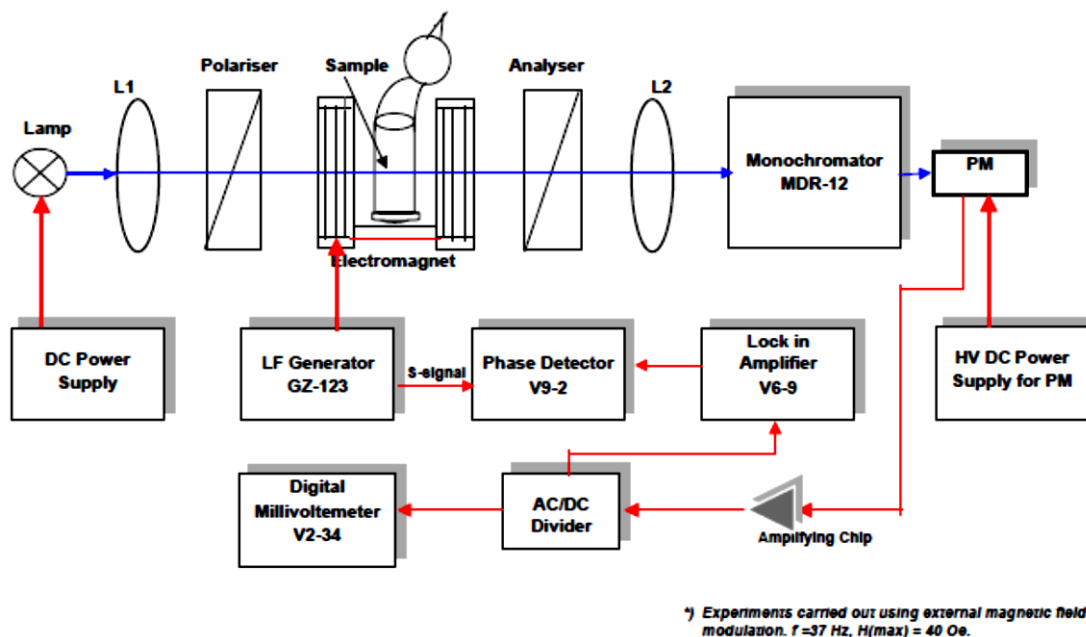 Polariser
Sample
Analyser
L1
L2
Lamp
Monochromator
MDR-12
PM
Electromagnet
DC Power
Supply
LF Generator
GZ-123
S-signal
Phase Detector
V9-2
Lock in
Amplifier
V6-9
HV DC Power
Supply for PM
Digital
Millivoltemeter
V2-34
AC/DC
Divider
Amplifying Chip
*) Experiments carried out using external magnetic field
modulation. f =37 Hz, H(max) = 40 Oe.